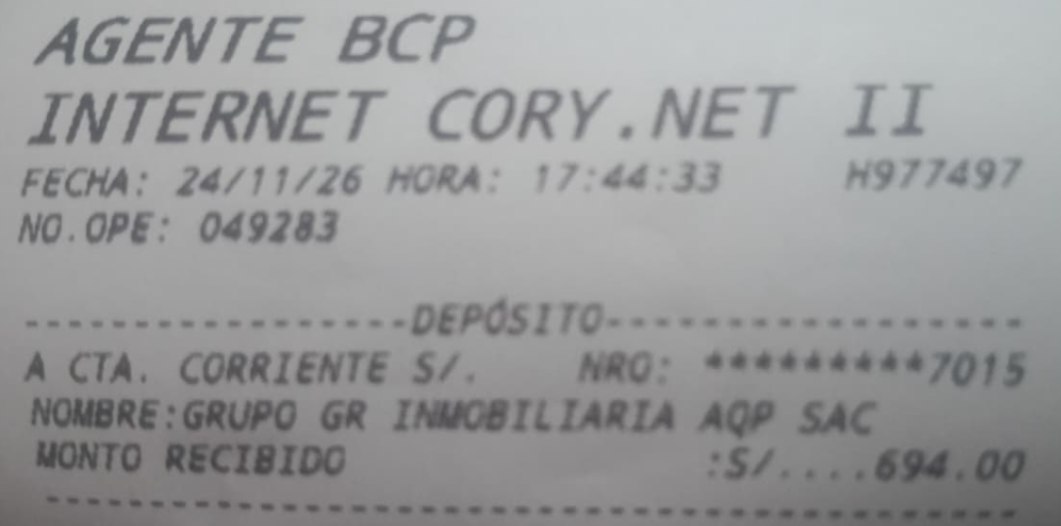 AGENTE BCP
INTERNET CORY.NET II
FECHA: 24/11/26 HORA: 17:44:33 H977497
NO.OPE: 049283
-----------------DEPÓSITO------------------
A CTA. CORRIENTE S/. NRO: *********7015
NOMBRE:GRUPO GR INMOBILIARIA AQP SAC
MONTO RECIBIDO :S/....694.00
-------------------------------------------